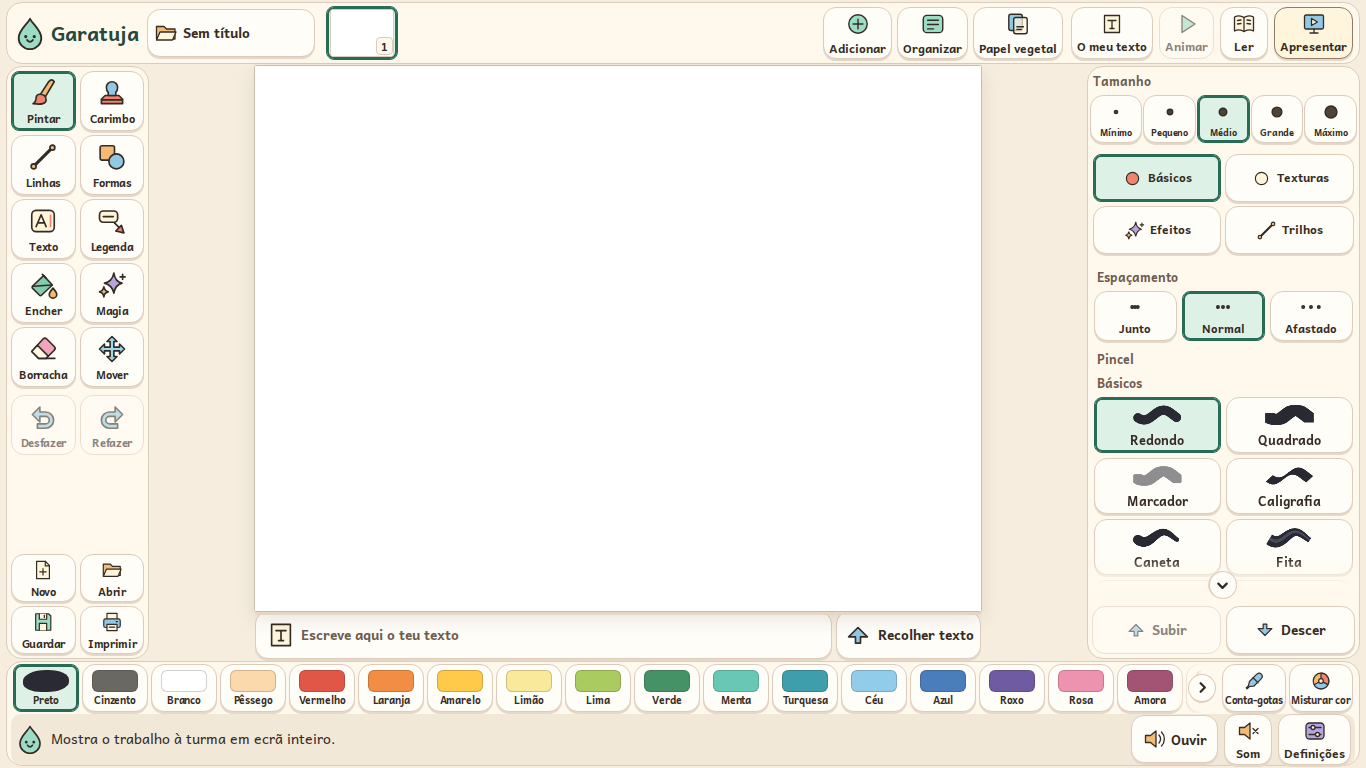 Garatuja
Sem título
1
Adicionar
Organizar
Papel vegetal
O meu texto
Animar
Ler
Apresentar
Pintar
Carimbo
Linhas
Formas
Texto
Legenda
Encher
Magia
Borracha
Mover
Desfazer
Refazer
Novo
Abrir
Guardar
Imprimir
Escreve aqui o teu texto
Recolher texto
Tamanho
Mínimo
Pequeno
Médio
Grande
Máximo
Básicos
Texturas
Efeitos
Trilhos
Espaçamento
Junto
Normal
Afastado
Pincel
Básicos
Redondo
Quadrado
Marcador
Caligrafia
Caneta
Fita
Subir
Descer
Preto
Cinzento
Branco
Pêssego
Vermelho
Laranja
Amarelo
Limão
Lima
Verde
Menta
Turquesa
Céu
Azul
Roxo
Rosa
Amora
Conta-gotas
Misturar cor
Mostra o trabalho à turma em ecrã inteiro.
Ouvir
Som
Definições